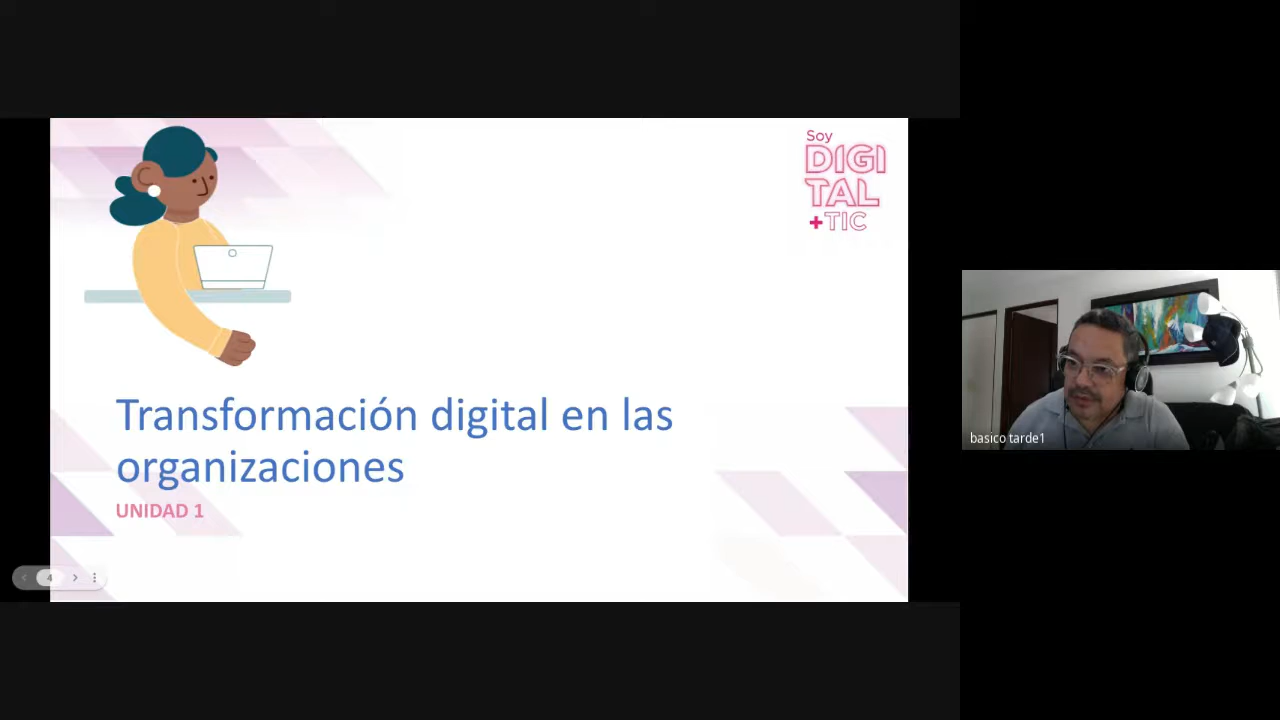 Soy
DIGI
TAL
+TIC
Transformación digital en las
organizaciones
UNIDAD 1
4
basico tarde1